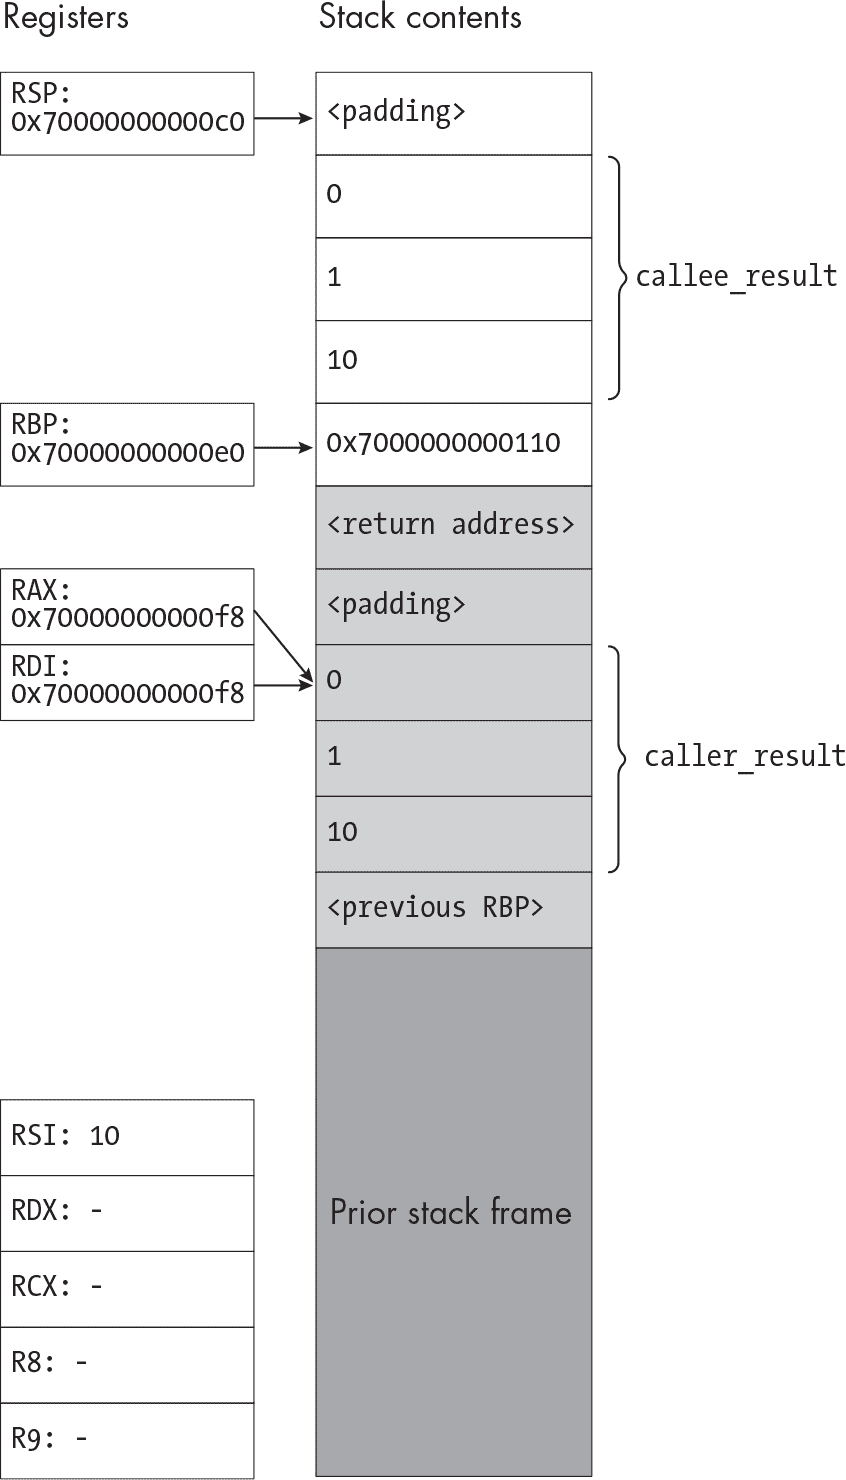 Registers
Stack contents
RSP:
0x70000000000c0
<padding>
0
1
callee_result
10
RBP:
0x70000000000e0
0x7000000000110
<return address>
RAX:
0x70000000000f8
<padding>
RDI:
0x70000000000f8
0
1
caller_result
10
<previous RBP>
RSI: 10
RDX: -
Prior stack frame
RCX: -
R8: -
R9: -